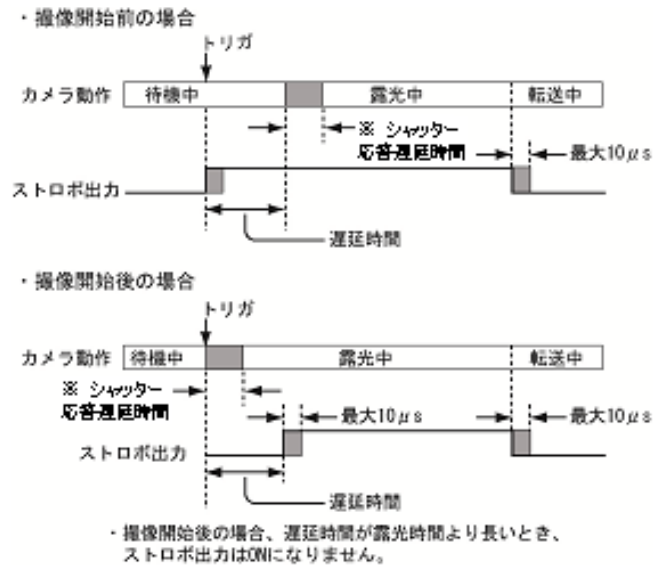 ・撮像開始前の場合
トリガ
カメラ動作
待機中
露光中
転送中
※ シャッター
応答遅延時間
最大10μs
ストロボ出力
遅延時間
・撮像開始後の場合
トリガ
カメラ動作
待機中
露光中
転送中
※ シャッター
応答遅延時間
最大10μs
最大10μs
ストロボ出力
遅延時間
・撮像開始後の場合、遅延時間が露光時間より長いとき、
ストロボ出力はONになりません。